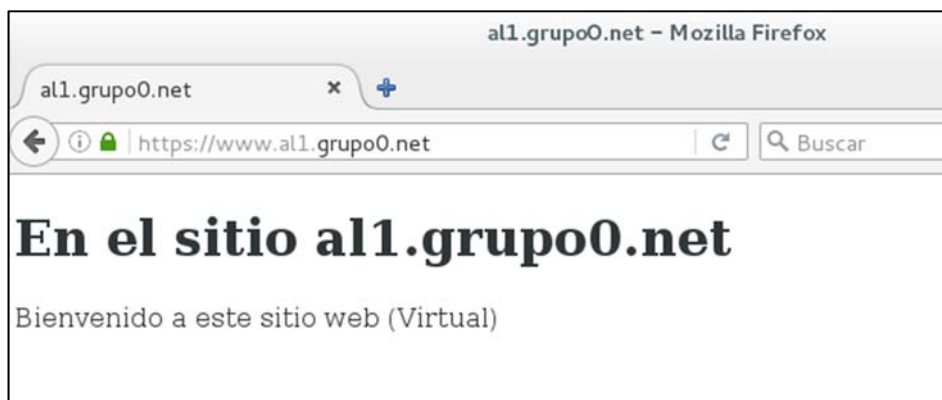 al1.grupo0.net – Mozilla Firefox
al1.grupo0.net
https://www.al1.grupo0.net
Buscar
En el sitio al1.grupo0.net
Bienvenido a este sitio web (Virtual)